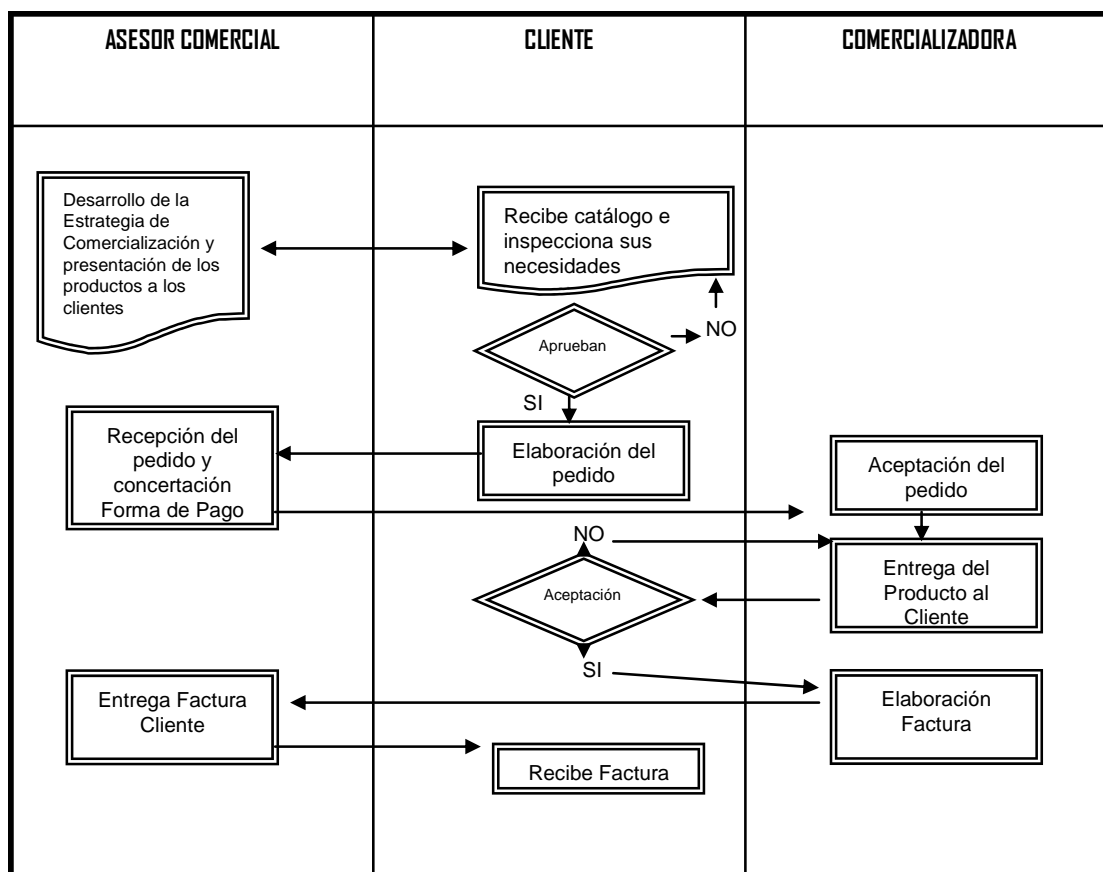 ASESOR COMERCIAL
CLIENTE
COMERCIALIZADORA
Desarrollo de la
Estrategia de
Comercialización y
presentación de los
productos a los
clientes
Recibe catálogo e
inspecciona sus
necesidades
Aprueban
NO
SI
Elaboración del
pedido
Recepción del
pedido y
concertación
Forma de Pago
Aceptación del
pedido
NO
Entrega del
Producto al
Cliente
Aceptación
SI
Elaboración
Factura
Entrega Factura
Cliente
Recibe Factura